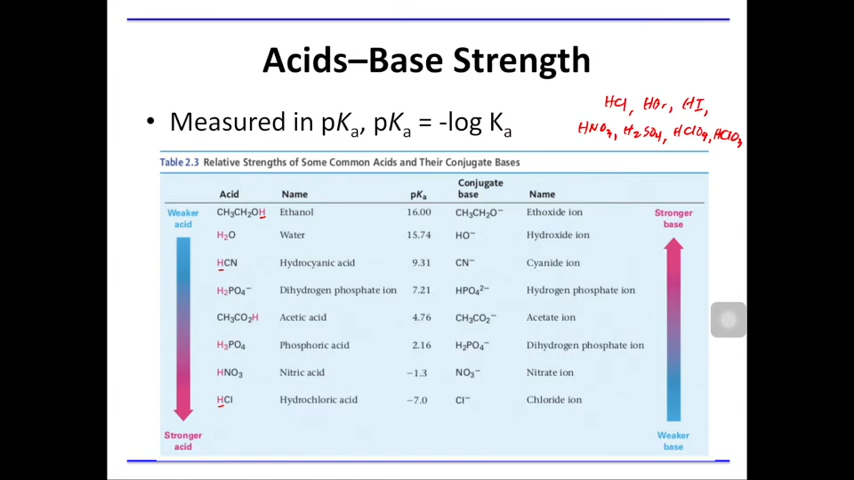 Acids–Base Strength
HCl, HBr, HI,
• Measured in pKₐ, pKₐ = -log Kₐ
HNO₃, H₂SO₄, HClO₄, HClO₃
Table 2.3 Relative Strengths of Some Common Acids and Their Conjugate Bases
Acid Name pKₐ Conjugate base Name
Weaker acid
Stronger base
CH₃CH₂OH Ethanol 16.00 CH₃CH₂O⁻ Ethoxide ion
H₂O Water 15.74 HO⁻ Hydroxide ion
HCN Hydrocyanic acid 9.31 CN⁻ Cyanide ion
H₂PO₄⁻ Dihydrogen phosphate ion 7.21 HPO₄²⁻ Hydrogen phosphate ion
CH₃CO₂H Acetic acid 4.76 CH₃CO₂⁻ Acetate ion
H₃PO₄ Phosphoric acid 2.16 H₂PO₄⁻ Dihydrogen phosphate ion
HNO₃ Nitric acid −1.3 NO₃⁻ Nitrate ion
HCl Hydrochloric acid −7.0 Cl⁻ Chloride ion
Stronger acid
Weaker base